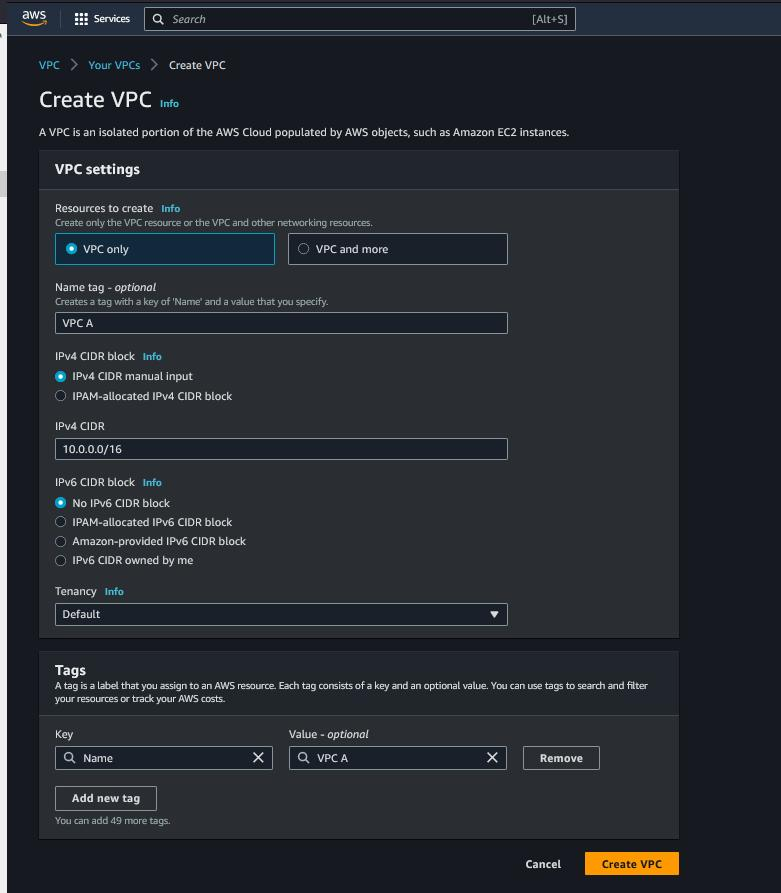 aws
Services
Search
[Alt+S]
VPC > Your VPCs > Create VPC
Create VPC Info
A VPC is an isolated portion of the AWS Cloud populated by AWS objects, such as Amazon EC2 instances.
VPC settings
Resources to create Info
Create only the VPC resource or the VPC and other networking resources.
VPC only
VPC and more
Name tag - optional
Creates a tag with a key of 'Name' and a value that you specify.
VPC A
IPv4 CIDR block Info
IPv4 CIDR manual input
IPAM-allocated IPv4 CIDR block
IPv4 CIDR
10.0.0.0/16
IPv6 CIDR block Info
No IPv6 CIDR block
IPAM-allocated IPv6 CIDR block
Amazon-provided IPv6 CIDR block
IPv6 CIDR owned by me
Tenancy Info
Default
Tags
A tag is a label that you assign to an AWS resource. Each tag consists of a key and an optional value. You can use tags to search and filter
your resources or track your AWS costs.
Key
Value - optional
Name
VPC A
Remove
Add new tag
You can add 49 more tags.
Cancel
Create VPC